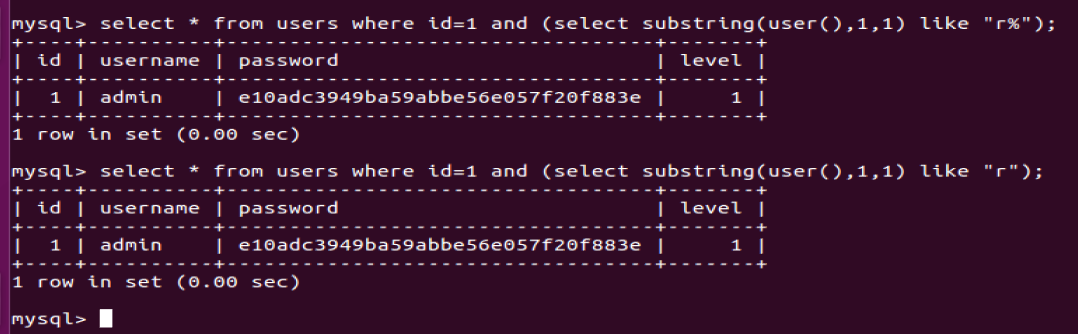 mysql> select * from users where id=1 and (select substring(user(),1,1) like "r%");
+----+----------+----------------------------------+-------+
| id | username | password                         | level |
+----+----------+----------------------------------+-------+
|  1 | admin    | e10adc3949ba59abbe56e057f20f883e |     1 |
+----+----------+----------------------------------+-------+
1 row in set (0.00 sec)
mysql> select * from users where id=1 and (select substring(user(),1,1) like "r");
+----+----------+----------------------------------+-------+
| id | username | password                         | level |
+----+----------+----------------------------------+-------+
|  1 | admin    | e10adc3949ba59abbe56e057f20f883e |     1 |
+----+----------+----------------------------------+-------+
1 row in set (0.00 sec)
mysql>